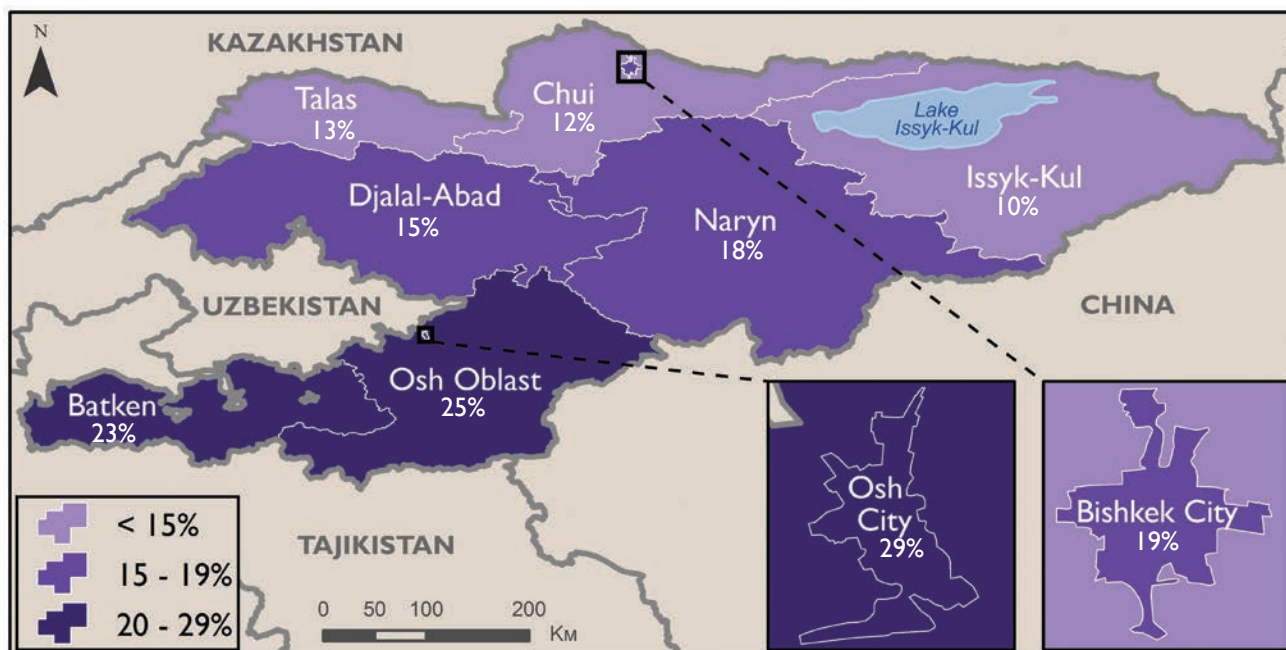 N
KAZAKHSTAN
Talas
13%
Chui
12%
Lake
Issyk-Kul
Issyk-Kul
10%
Djalal-Abad
15%
Naryn
18%
UZBEKISTAN
CHINA
Osh Oblast
25%
Batken
23%
Osh
City
29%
Bishkek City
19%
< 15%
15 - 19%
20 - 29%
TAJIKISTAN
0 50 100 200
Км